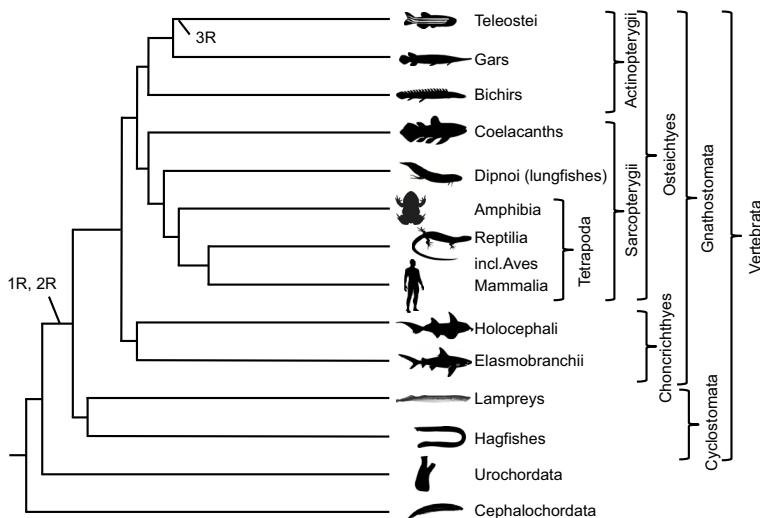 Teleostei
3R
Gars
Bichirs
Coelacanths
Dipnoi (lungfishes)
Amphibia
Reptilia
incl.Aves
Mammalia
1R, 2R
Holocephali
Elasmobranchii
Lampreys
Hagfishes
Urochordata
Cephalochordata
Actinopterygii
Sarcopterygii
Tetrapoda
Osteichtyes
Choncrichthyes
Gnathostomata
Cyclostomata
Vertebrata